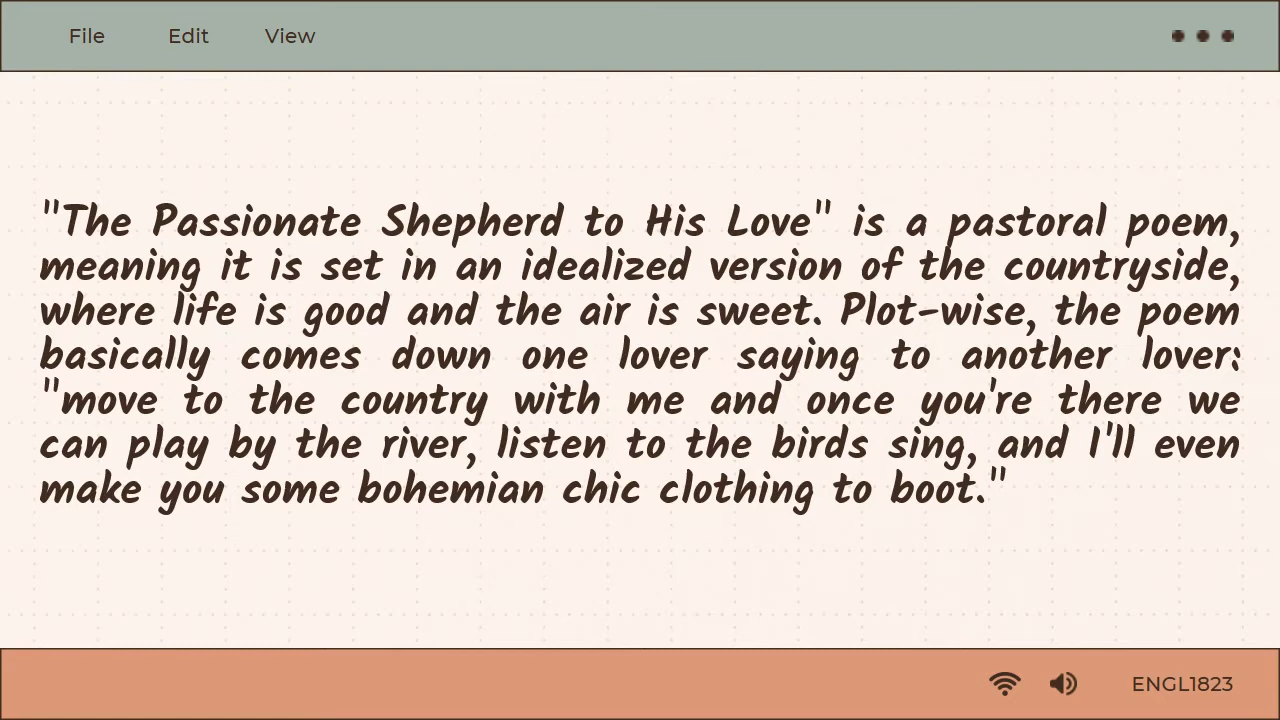 File Edit View
"The Passionate Shepherd to His Love" is a pastoral poem,
meaning it is set in an idealized version of the countryside,
where life is good and the air is sweet. Plot-wise, the poem
basically comes down one lover saying to another lover:
"move to the country with me and once you're there we
can play by the river, listen to the birds sing, and I'll even
make you some bohemian chic clothing to boot."
ENGL1823